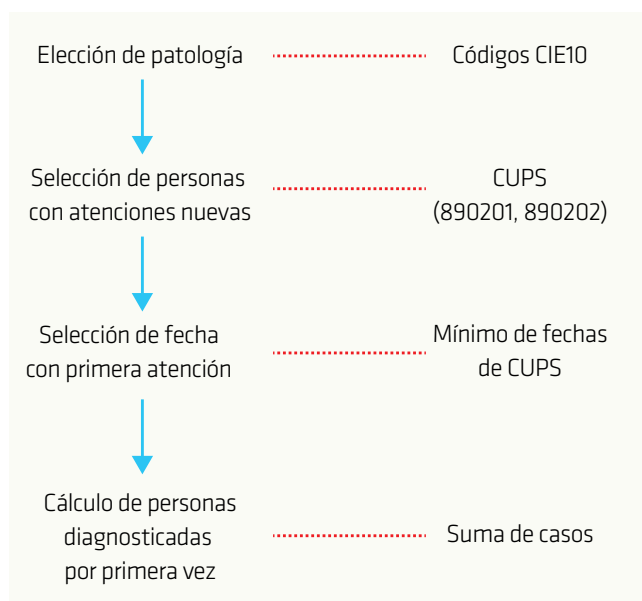 Elección de patología
Códigos CIE10
Selección de personas
con atenciones nuevas
CUPS
(890201, 890202)
Selección de fecha
con primera atención
Mínimo de fechas
de CUPS
Cálculo de personas
diagnosticadas
por primera vez
Suma de casos